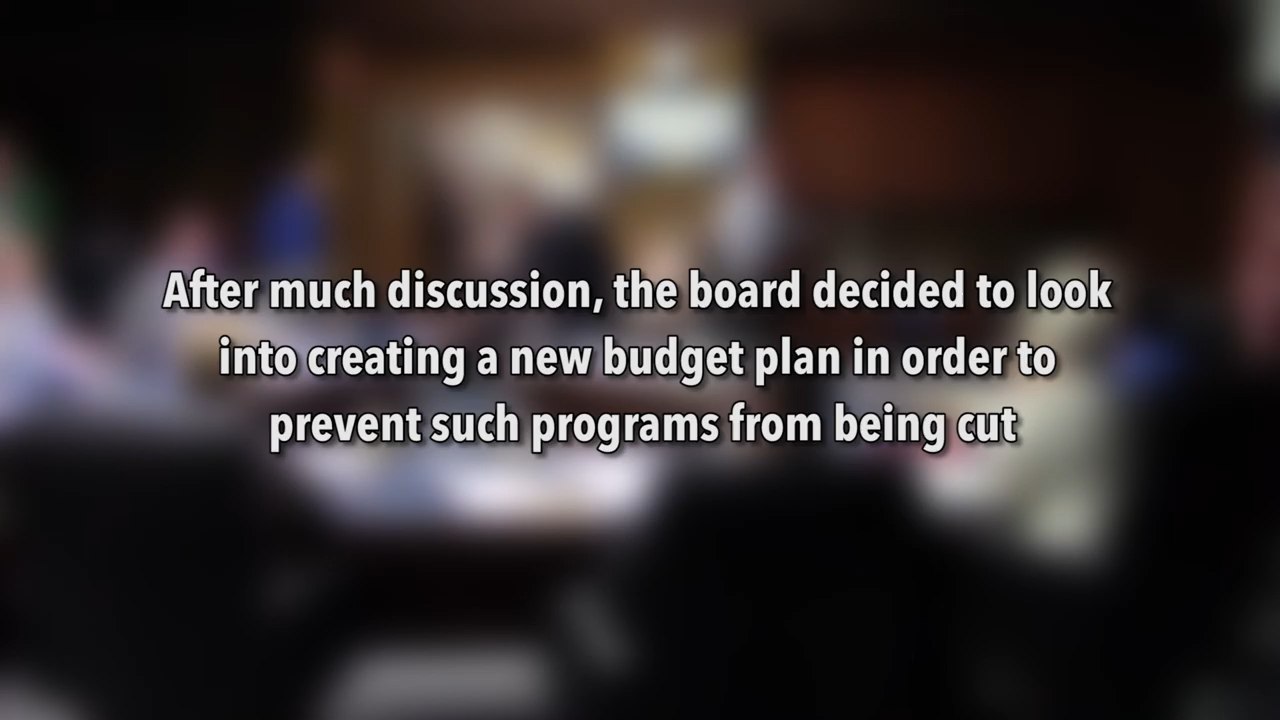 After much discussion, the board decided to look
into creating a new budget plan in order to
prevent such programs from being cut